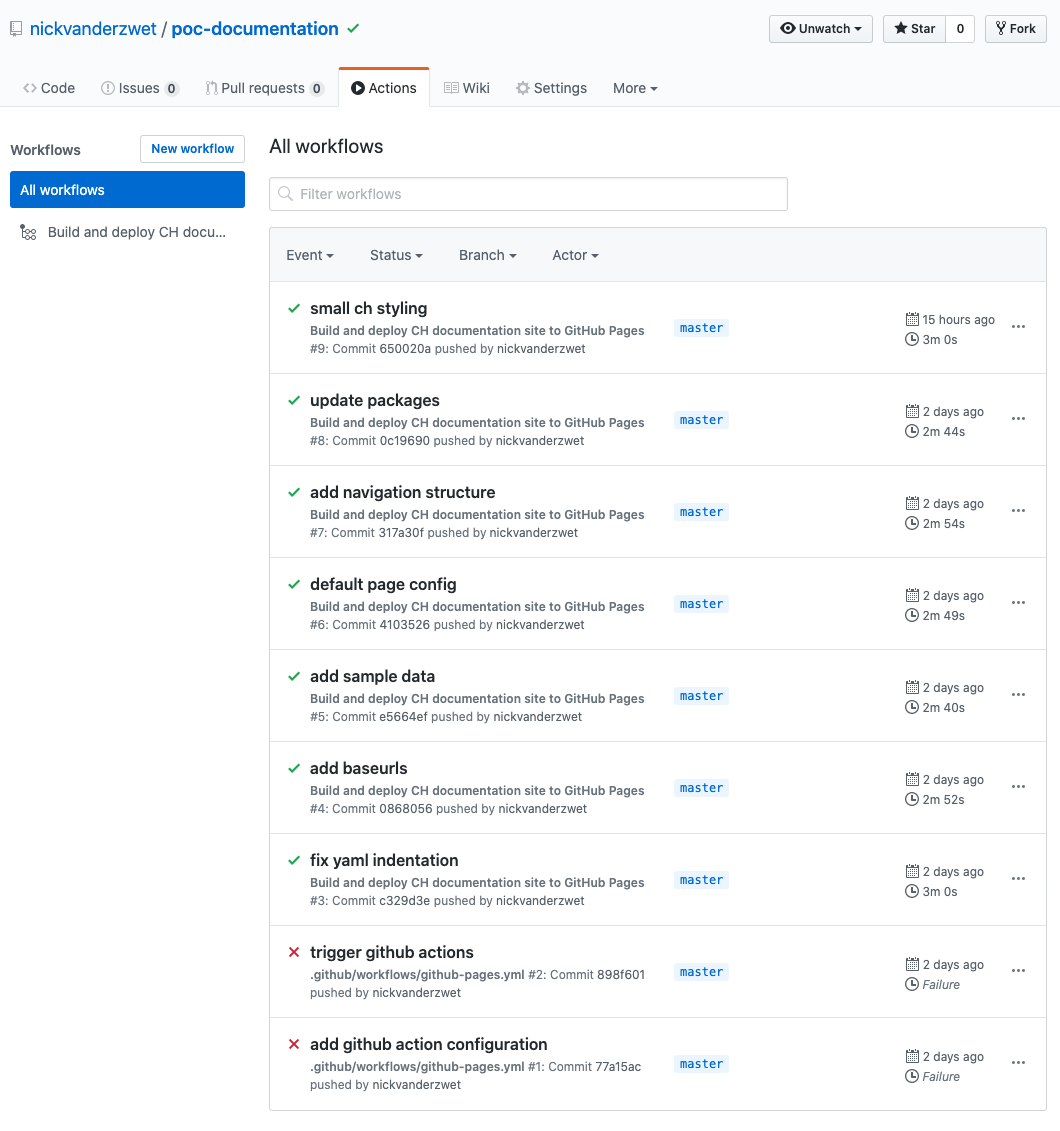 nickvanderzwet / poc-documentation
Unwatch
Star 0
Fork
Code
Issues 0
Pull requests 0
Actions
Wiki
Settings
More
Workflows
New workflow
All workflows
Build and deploy CH docu...
All workflows
Filter workflows
Event
Status
Branch
Actor
small ch styling
Build and deploy CH documentation site to GitHub Pages
#9: Commit 650020a pushed by nickvanderzwet
master
15 hours ago
3m 0s
update packages
Build and deploy CH documentation site to GitHub Pages
#8: Commit 0c19690 pushed by nickvanderzwet
master
2 days ago
2m 44s
add navigation structure
Build and deploy CH documentation site to GitHub Pages
#7: Commit 317a30f pushed by nickvanderzwet
master
2 days ago
2m 54s
default page config
Build and deploy CH documentation site to GitHub Pages
#6: Commit 4103526 pushed by nickvanderzwet
master
2 days ago
2m 49s
add sample data
Build and deploy CH documentation site to GitHub Pages
#5: Commit e5664ef pushed by nickvanderzwet
master
2 days ago
2m 40s
add baseurls
Build and deploy CH documentation site to GitHub Pages
#4: Commit 0868056 pushed by nickvanderzwet
master
2 days ago
2m 52s
fix yaml indentation
Build and deploy CH documentation site to GitHub Pages
#3: Commit c329d3e pushed by nickvanderzwet
master
2 days ago
3m 0s
trigger github actions
.github/workflows/github-pages.yml #2: Commit 898f601
pushed by nickvanderzwet
master
2 days ago
Failure
add github action configuration
.github/workflows/github-pages.yml #1: Commit 77a15ac
pushed by nickvanderzwet
master
2 days ago
Failure